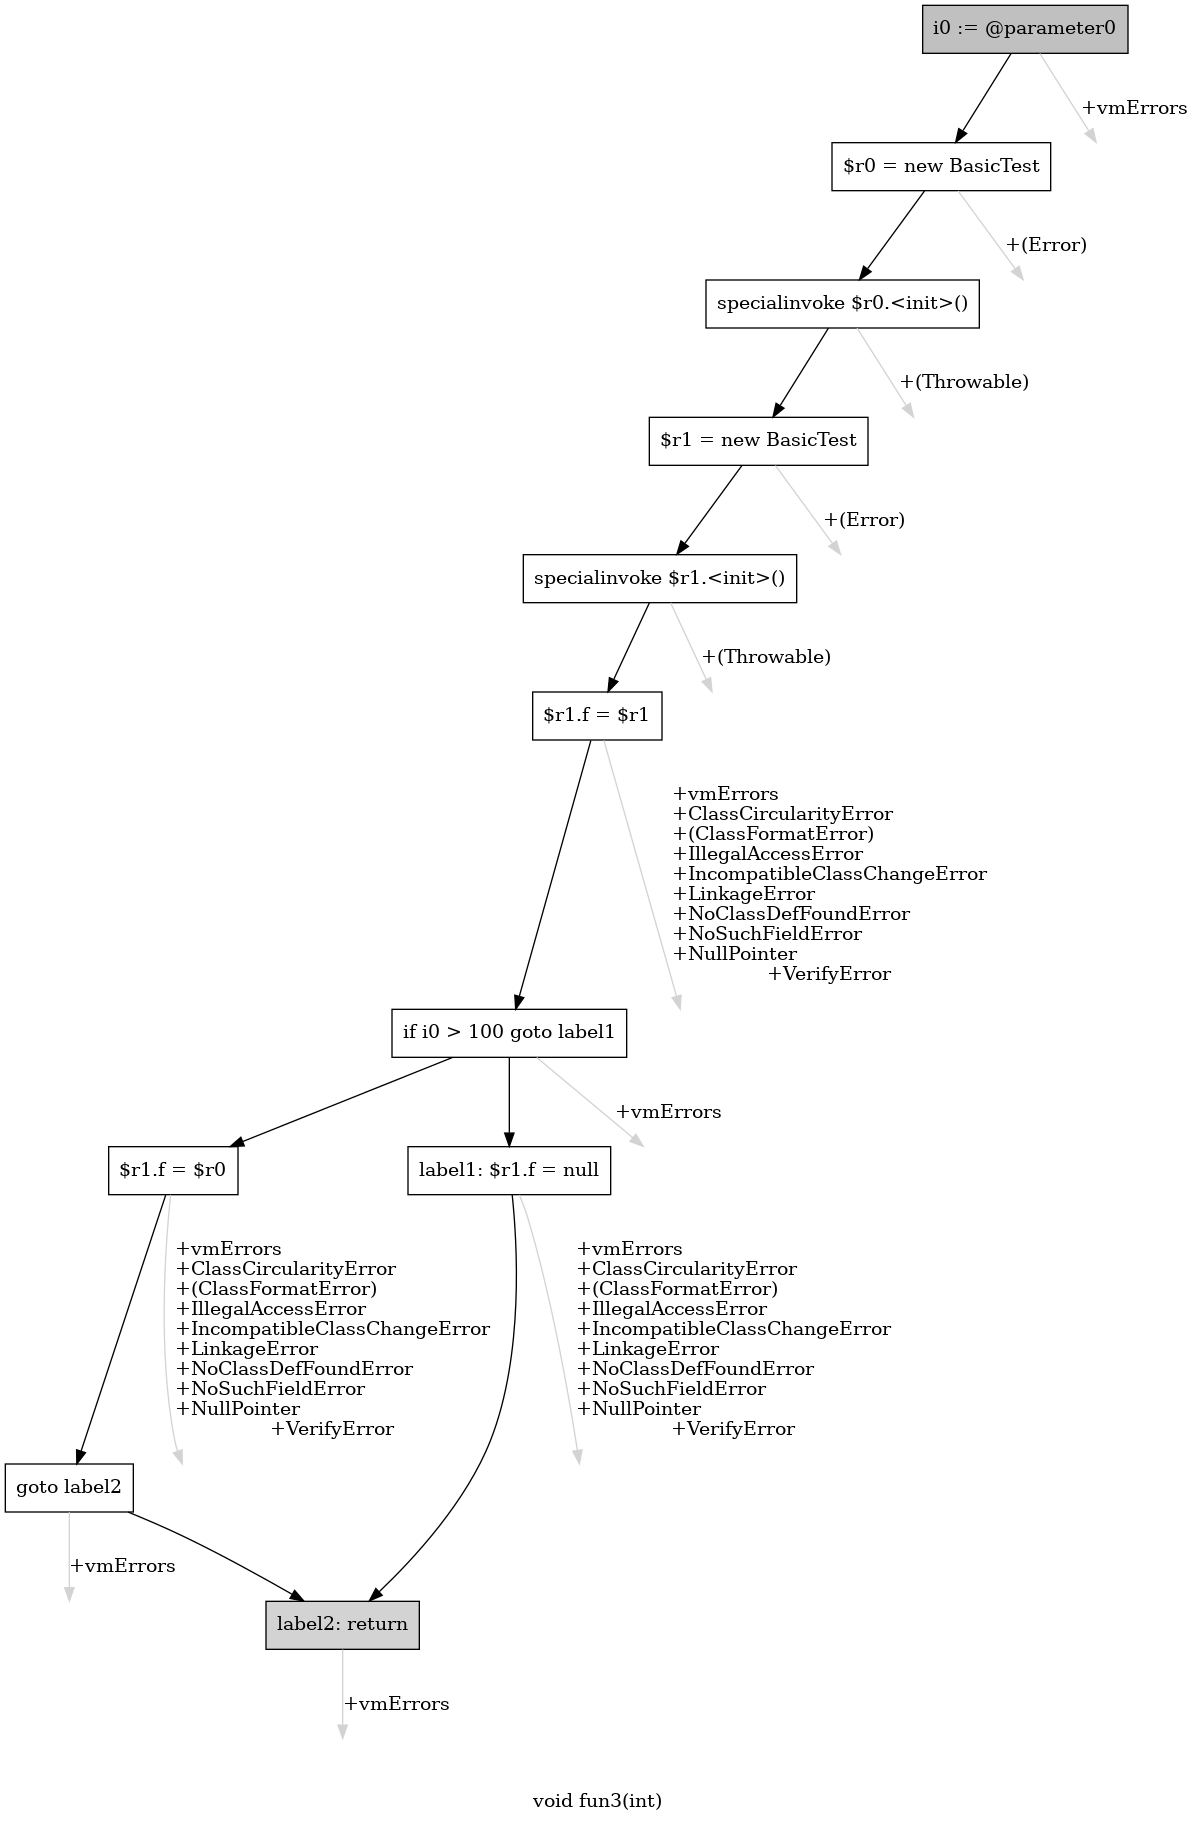 i0 := @parameter0
+vmErrors
$r0 = new BasicTest
+(Error)
specialinvoke $r0.<init>()
+(Throwable)
$r1 = new BasicTest
+(Error)
specialinvoke $r1.<init>()
+(Throwable)
$r1.f = $r1
+vmErrors
+ClassCircularityError
+(ClassFormatError)
+IllegalAccessError
+IncompatibleClassChangeError
+LinkageError
+NoClassDefFoundError
+NoSuchFieldError
+NullPointer
+VerifyError
if i0 > 100 goto label1
+vmErrors
$r1.f = $r0
label1: $r1.f = null
+vmErrors
+ClassCircularityError
+(ClassFormatError)
+IllegalAccessError
+IncompatibleClassChangeError
+LinkageError
+NoClassDefFoundError
+NoSuchFieldError
+NullPointer
+VerifyError
+vmErrors
+ClassCircularityError
+(ClassFormatError)
+IllegalAccessError
+IncompatibleClassChangeError
+LinkageError
+NoClassDefFoundError
+NoSuchFieldError
+NullPointer
+VerifyError
goto label2
+vmErrors
label2: return
+vmErrors
void fun3(int)